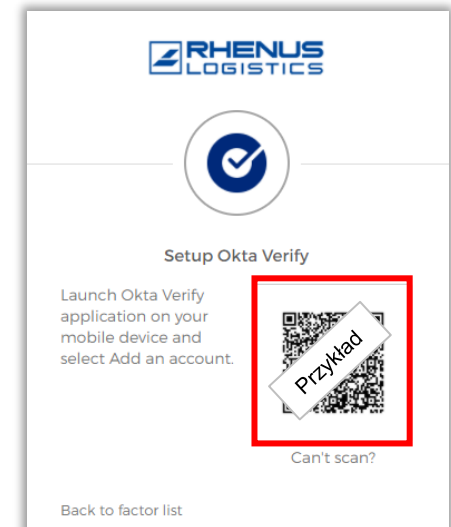 RHENUS
LOGISTICS
Setup Okta Verify
Launch Okta Verify
application on your
mobile device and
select Add an account.
Przykład
Can't scan?
Back to factor list